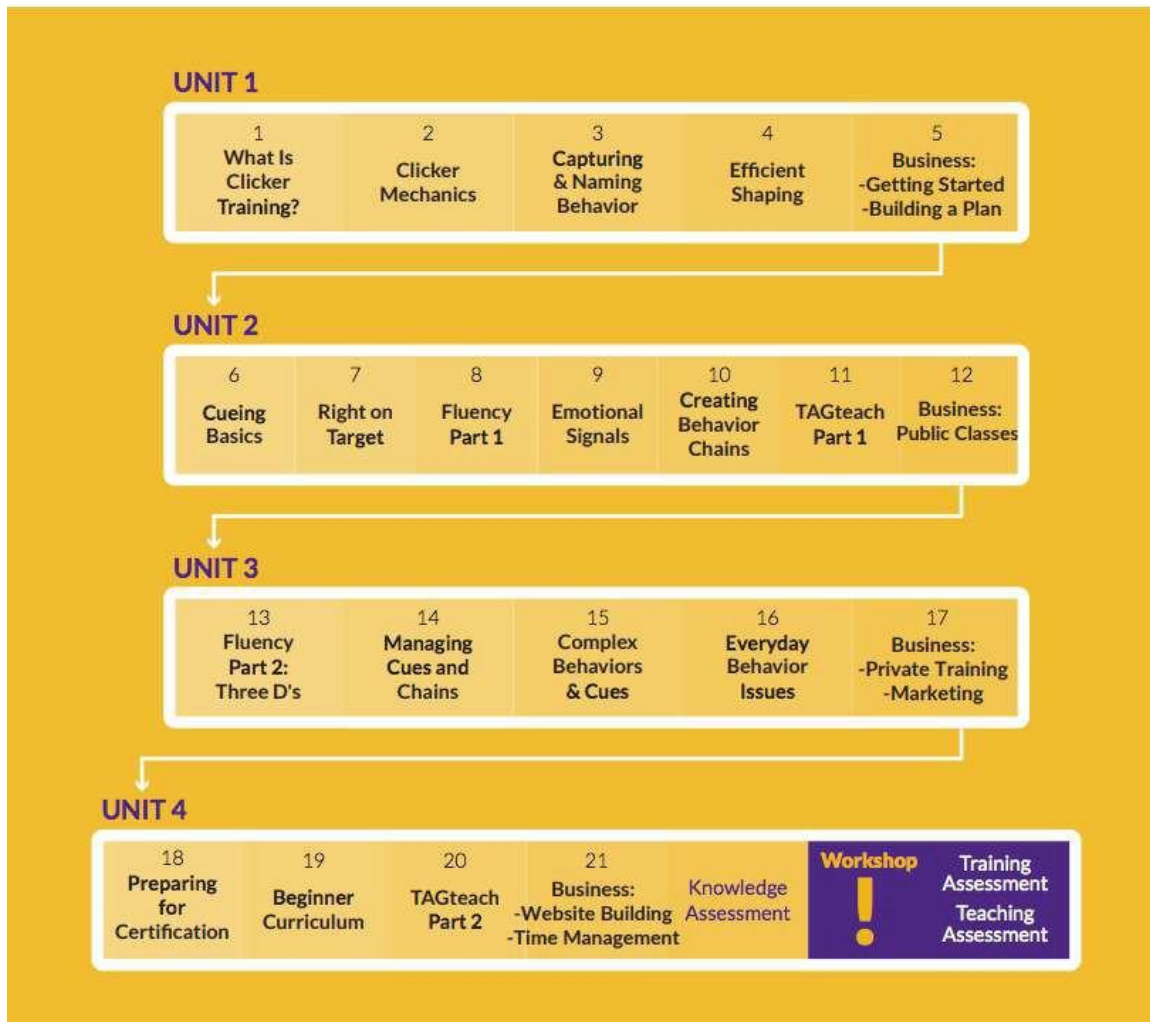 UNIT 1
1
What Is
Clicker
Training?
2
Clicker
Mechanics
3
Capturing
& Naming
Behavior
4
Efficient
Shaping
5
Business:
-Getting Started
-Building a Plan
UNIT 2
6
Cueing
Basics
7
Right on
Target
8
Fluency
Part 1
9
Emotional
Signals
10
Creating
Behavior
Chains
11
TAGteach
Part 1
12
Business:
Public Classes
UNIT 3
13
Fluency
Part 2:
Three D's
14
Managing
Cues and
Chains
15
Complex
Behaviors
& Cues
16
Everyday
Behavior
Issues
17
Business:
-Private Training
-Marketing
UNIT 4
18
Preparing
for
Certification
19
Beginner
Curriculum
20
TAGteach
Part 2
21
Business:
-Website Building
-Time Management
Knowledge
Assessment
Workshop
!
Training
Assessment
Teaching
Assessment